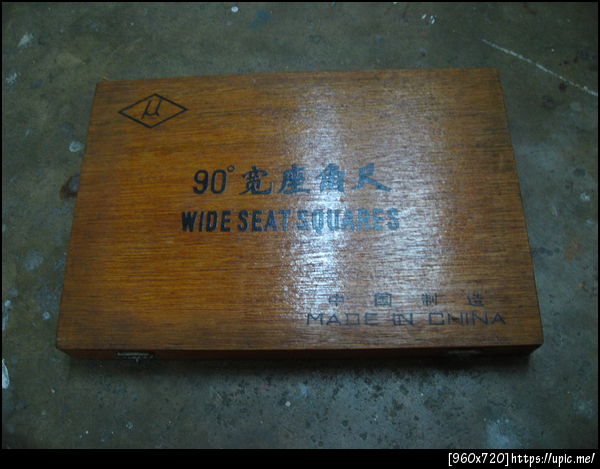 μ
90°宽座角尺
WIDE SEAT SQUARES
中国制造
MADE IN CHINA
[960x720]https://upic.me/